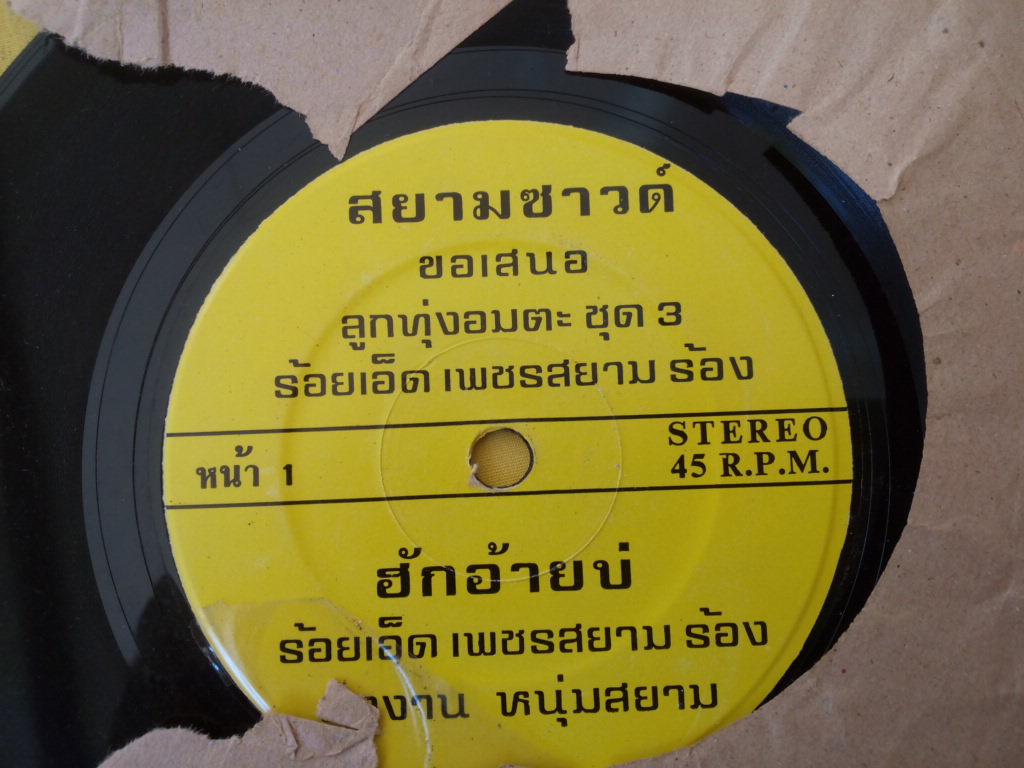 สยามซาวด์
ขอเสนอ
ลูกทุ่งอมตะ ชุด 3
ร้อยเอ็ด เพชรสยาม ร้อง
หน้า 1
STEREO
45 R.P.M.
ฮักอ้ายบ่
ร้อยเอ็ด เพชรสยาม ร้อง
หนุ่มสยาม